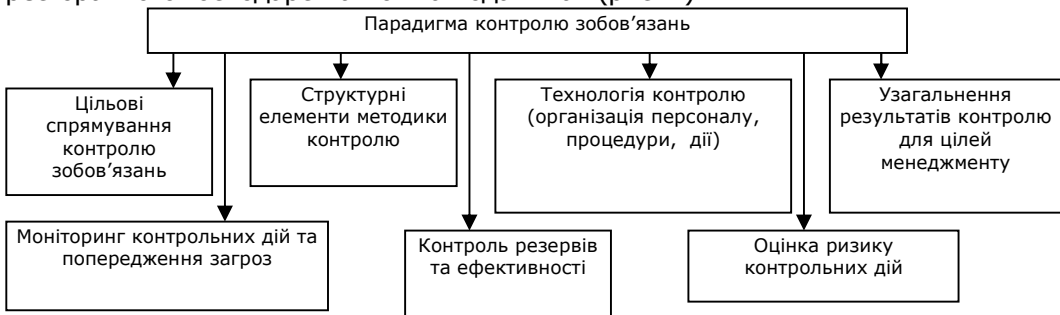 Парадигма контролю зобов’язань
Цільові
спрямування
контролю
зобов’язань
Структурні
елементи методики
контролю
Технологія контролю
(організація персоналу,
процедури, дії)
Узагальнення
результатів контролю
для цілей
менеджменту
Моніторинг контрольних дій та
попередження загроз
Контроль резервів
та ефективності
Оцінка ризику
контрольних дій